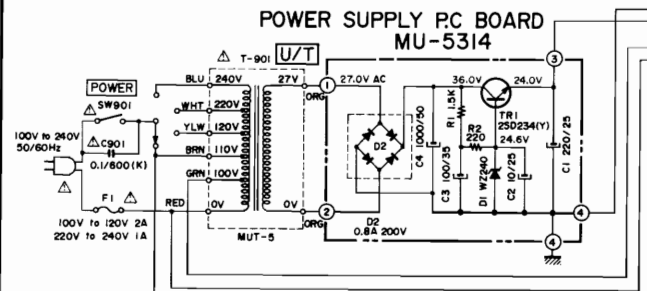 POWER SUPPLY P.C BOARD
MU-5314
T-901
U/T
POWER
SW901
100V to 240V
50/60Hz
C901
0.1/600(K)
F1
RED
100V to 120V 2A
220V to 240V 1A
BLU
240V
27V
WHT
220V
YLW
120V
BRN
110V
GRN
100V
0V
0V
MUT-5
1
ORG
2
ORG
27.0V AC
D2
D2
0.8A 200V
C4 1000/50
36.0V
24.0V
R1 1.5K
R2
220
TR1
2SD234(Y)
24.6V
C3 100/35
D1 WZ240
C2 10/25
C1 220/25
3
4
4